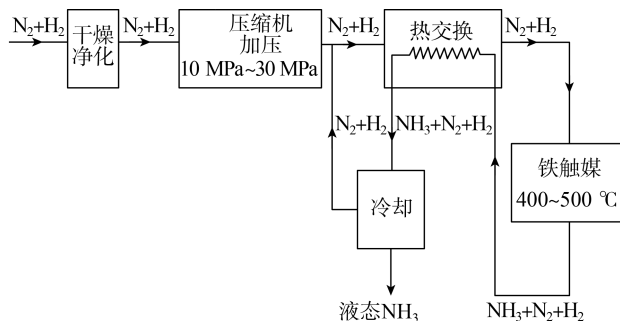 N₂+H₂
干燥
净化
N₂+H₂
压缩机
加压
10 MPa~30 MPa
N₂+H₂
热交换
N₂+H₂
N₂+H₂
NH₃+N₂+H₂
铁触媒
400~500 ℃
冷却
液态NH₃
NH₃+N₂+H₂